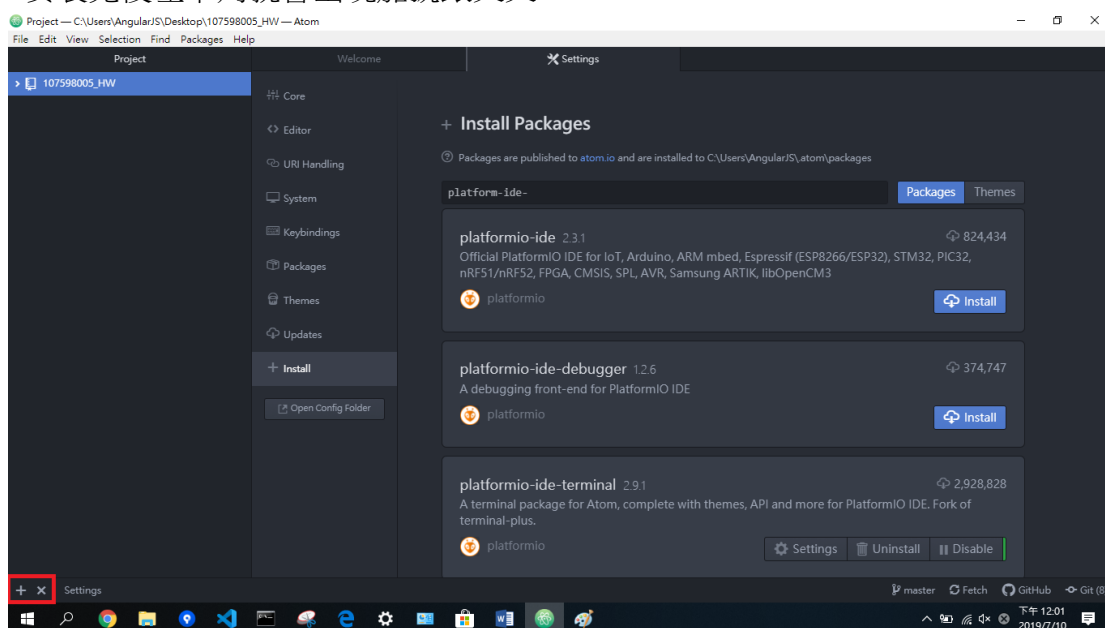 Project — C:\Users\AngularJS\Desktop\107598005_HW — Atom
File Edit View Selection Find Packages Help
Project
Welcome
Settings
107598005_HW
Core
Editor
URI Handling
System
Keybindings
Packages
Themes
Updates
+ Install
Open Config Folder
+ Install Packages
Packages are published to atom.io and are installed to C:\Users\AngularJS\.atom\packages
platform-ide-
Packages Themes
platformio-ide 2.3.1
824,434
Official PlatformIO IDE for IoT, Arduino, ARM mbed, Espressif (ESP8266/ESP32), STM32, PIC32,
nRF51/nRF52, FPGA, CMSIS, SPL, AVR, Samsung ARTIK, libOpenCM3
platformio
Install
platformio-ide-debugger 1.2.6
374,747
A debugging front-end for PlatformIO IDE
platformio
Install
platformio-ide-terminal 2.9.1
2,928,828
A terminal package for Atom, complete with themes, API and more for PlatformIO IDE. Fork of
terminal-plus.
platformio
Settings Uninstall Disable
+ × Settings
master Fetch GitHub Git (8
下午 12:01
2019/7/10